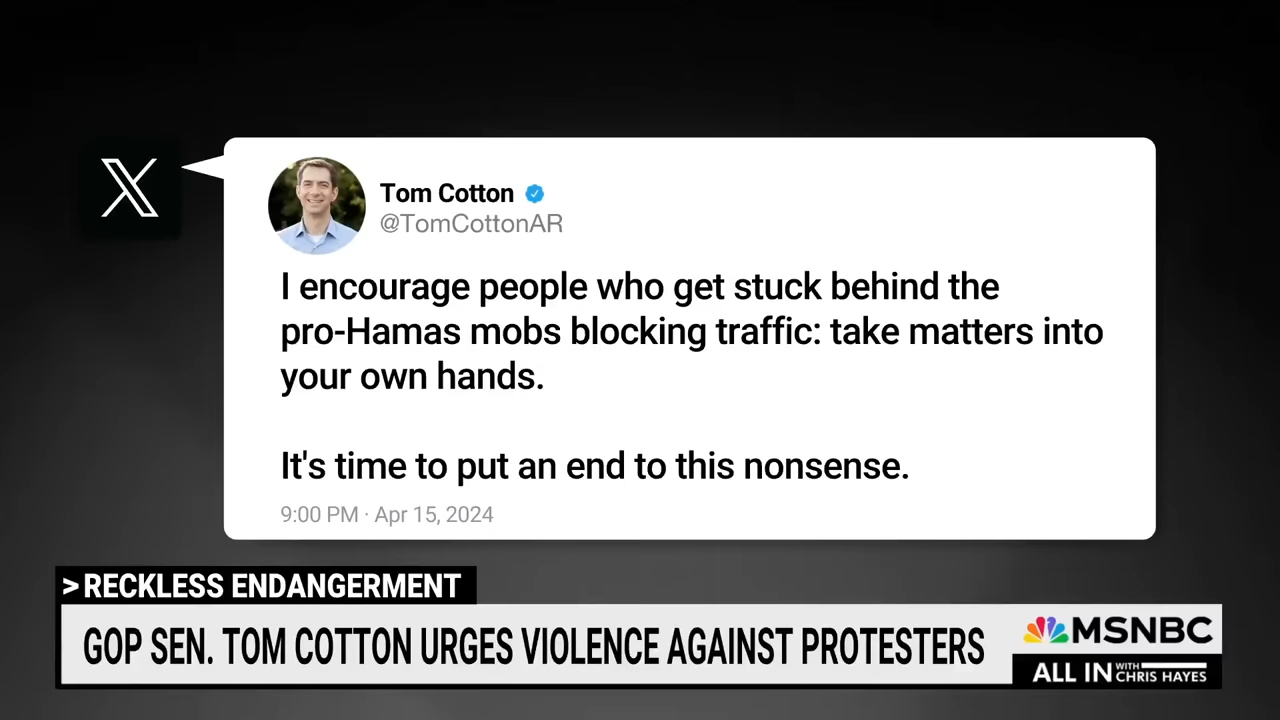 X
Tom Cotton
@TomCottonAR
I encourage people who get stuck behind the
pro-Hamas mobs blocking traffic: take matters into
your own hands.
It's time to put an end to this nonsense.
9:00 PM · Apr 15, 2024
>RECKLESS ENDANGERMENT
GOP SEN. TOM COTTON URGES VIOLENCE AGAINST PROTESTERS
MSNBC
ALL IN WITH CHRIS HAYES